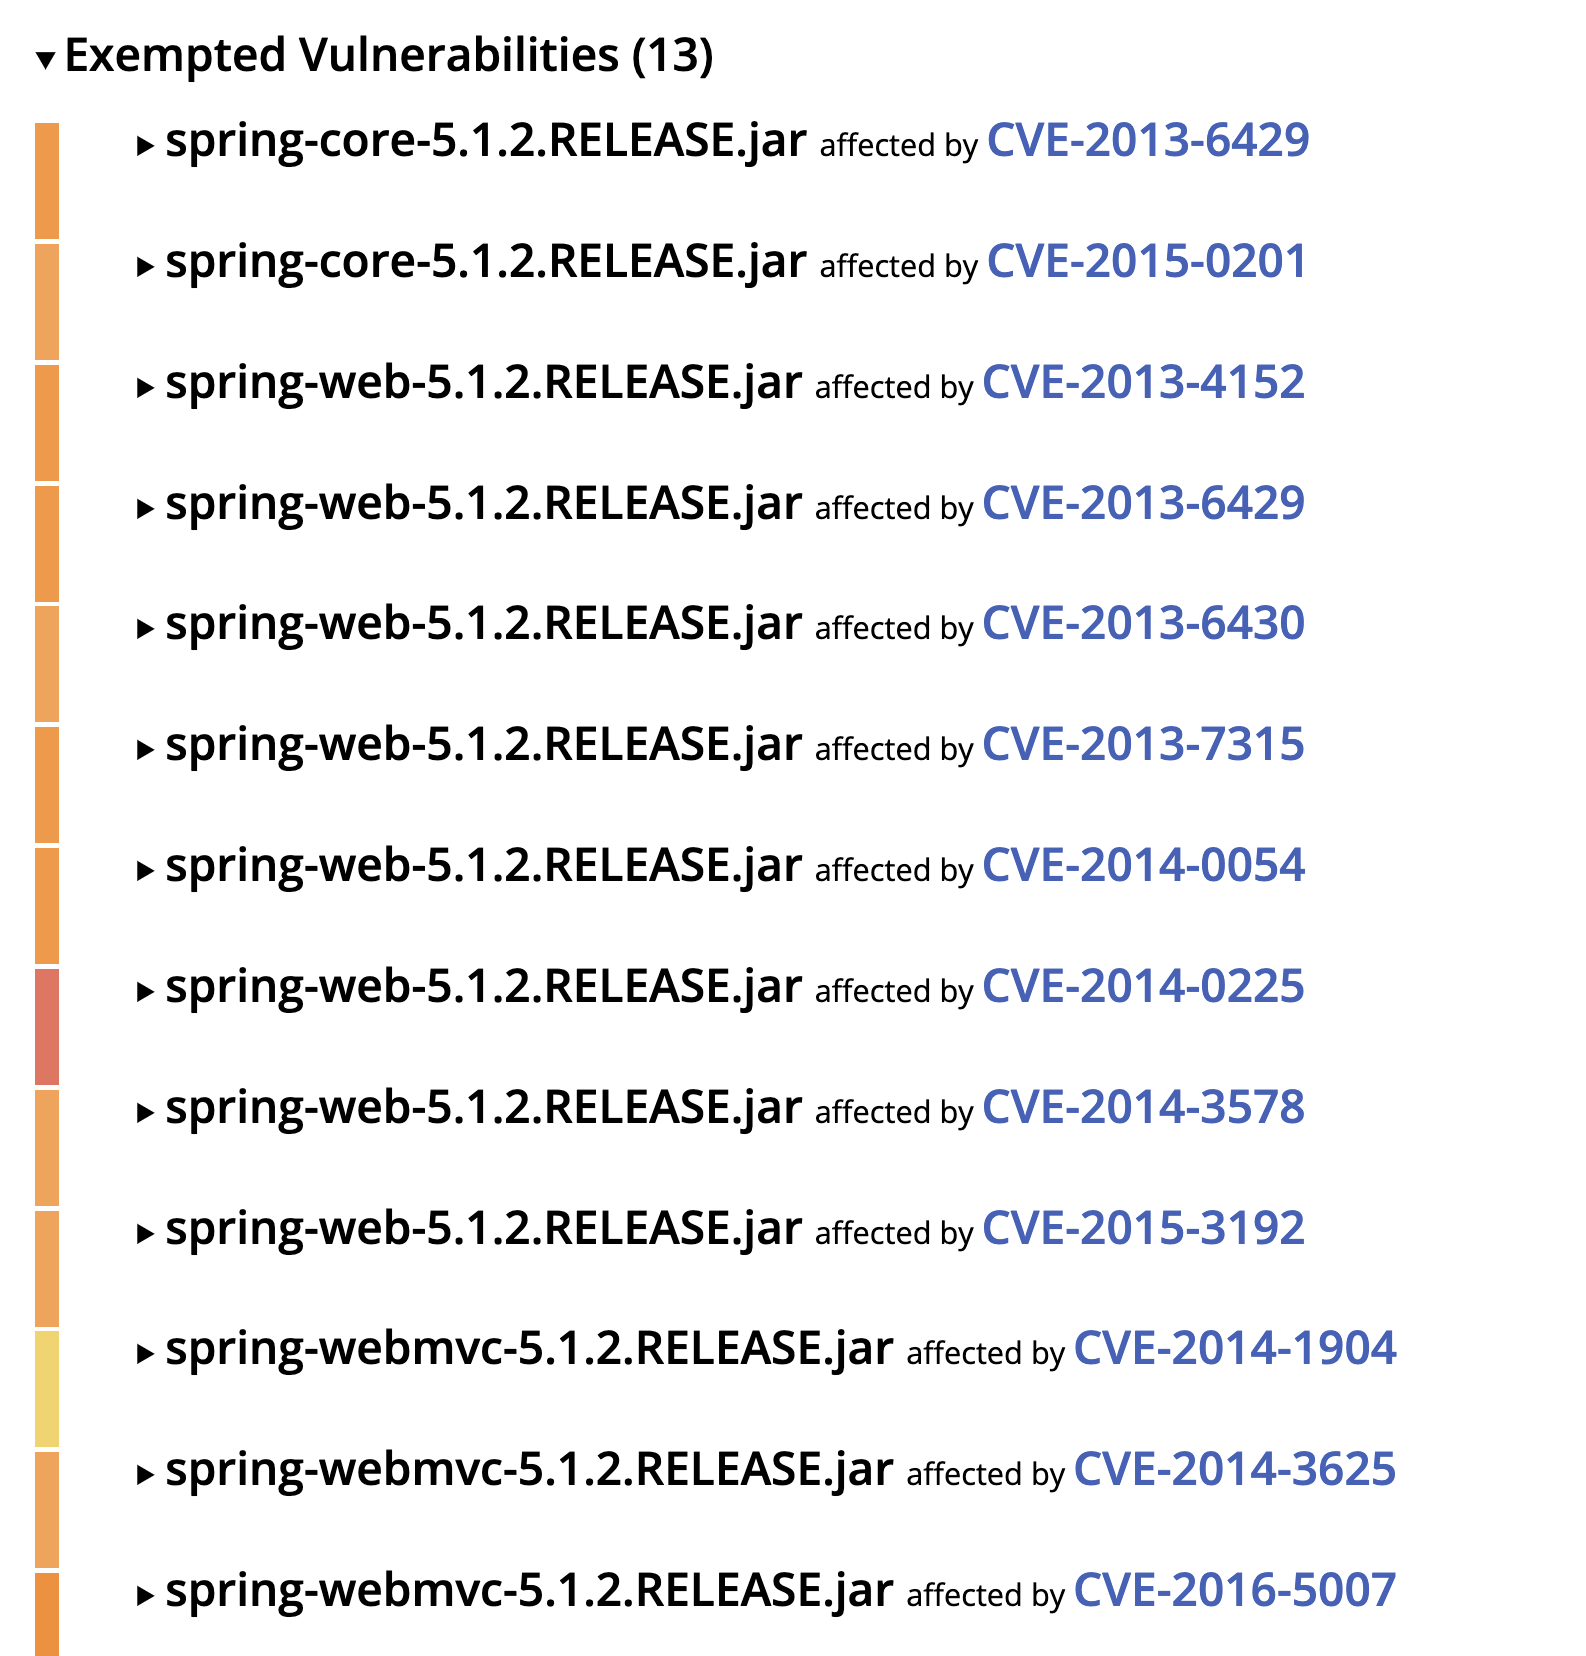 Exempted Vulnerabilities (13)
spring-core-5.1.2.RELEASE.jar affected by CVE-2013-6429
spring-core-5.1.2.RELEASE.jar affected by CVE-2015-0201
spring-web-5.1.2.RELEASE.jar affected by CVE-2013-4152
spring-web-5.1.2.RELEASE.jar affected by CVE-2013-6429
spring-web-5.1.2.RELEASE.jar affected by CVE-2013-6430
spring-web-5.1.2.RELEASE.jar affected by CVE-2013-7315
spring-web-5.1.2.RELEASE.jar affected by CVE-2014-0054
spring-web-5.1.2.RELEASE.jar affected by CVE-2014-0225
spring-web-5.1.2.RELEASE.jar affected by CVE-2014-3578
spring-web-5.1.2.RELEASE.jar affected by CVE-2015-3192
spring-webmvc-5.1.2.RELEASE.jar affected by CVE-2014-1904
spring-webmvc-5.1.2.RELEASE.jar affected by CVE-2014-3625
spring-webmvc-5.1.2.RELEASE.jar affected by CVE-2016-5007